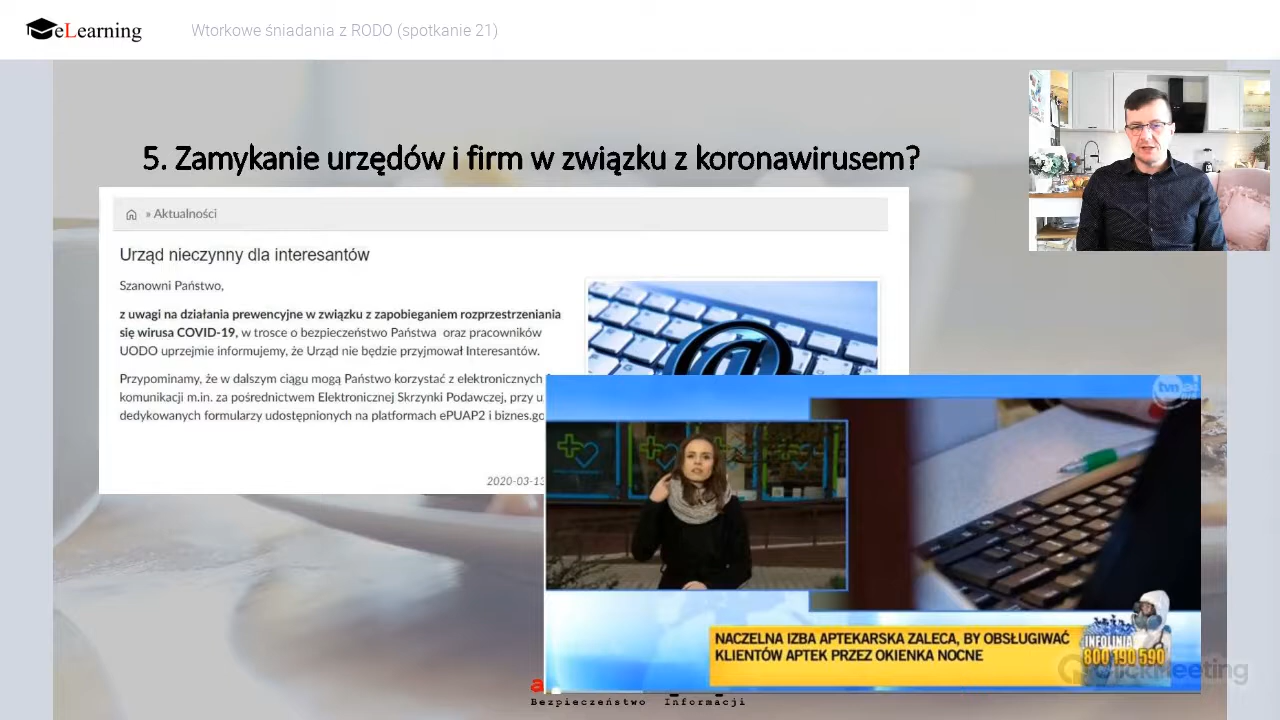 eLearning
Wtorkowe śniadania z RODO (spotkanie 21)
5. Zamykanie urzędów i firm w związku z koronawirusem?
» Aktualności
Urząd nieczynny dla interesantów
Szanowni Państwo,
z uwagi na działania prewencyjne w związku z zapobieganiem rozprzestrzeniania
się wirusa COVID-19, w trosce o bezpieczeństwo Państwa oraz pracowników
UODO uprzejmie informujemy, że Urząd nie będzie przyjmował Interesantów.
Przypominamy, że w dalszym ciągu mogą Państwo korzystać z elektronicznych
komunikacji m.in. za pośrednictwem Elektronicznej Skrzynki Podawczej, przy u
dedykowanych formularzy udostępnionych na platformach ePUAP2 i biznes.go
2020-03-13
@
tvn24
NACZELNA IZBA APTEKARSKA ZALECA, BY OBSŁUGIWAĆ
KLIENTÓW APTEK PRZEZ OKIENKA NOCNE
INFOLINIA
800 190 590
ClickMeeting
a
Bezpieczeństwo Informacji